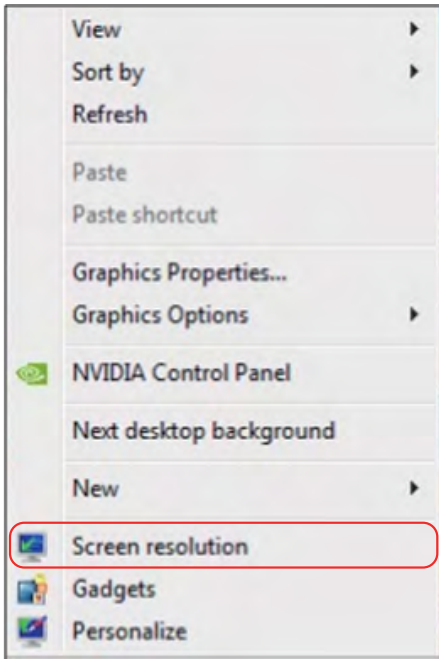 View
Sort by
Refresh
Paste
Paste shortcut
Graphics Properties...
Graphics Options
NVIDIA Control Panel
Next desktop background
New
Screen resolution
Gadgets
Personalize